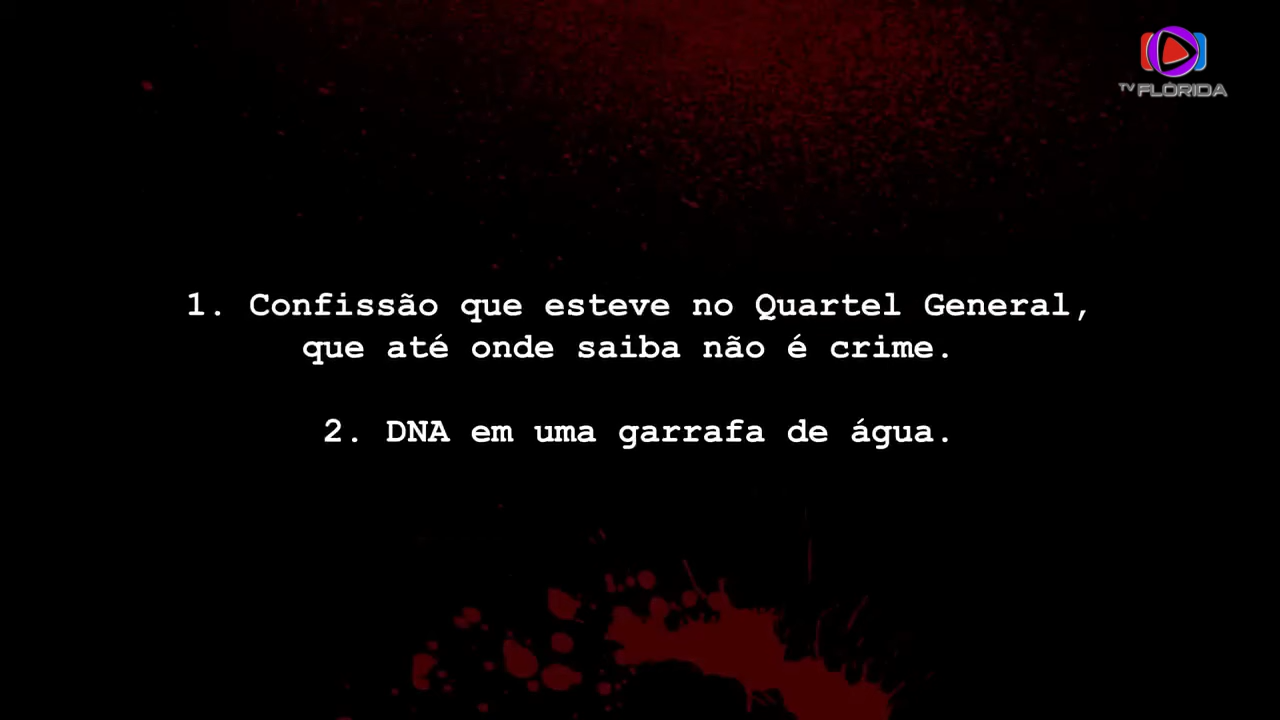 TV FLÓRIDA
1. Confissão que esteve no Quartel General,
que até onde saiba não é crime.
2. DNA em uma garrafa de água.